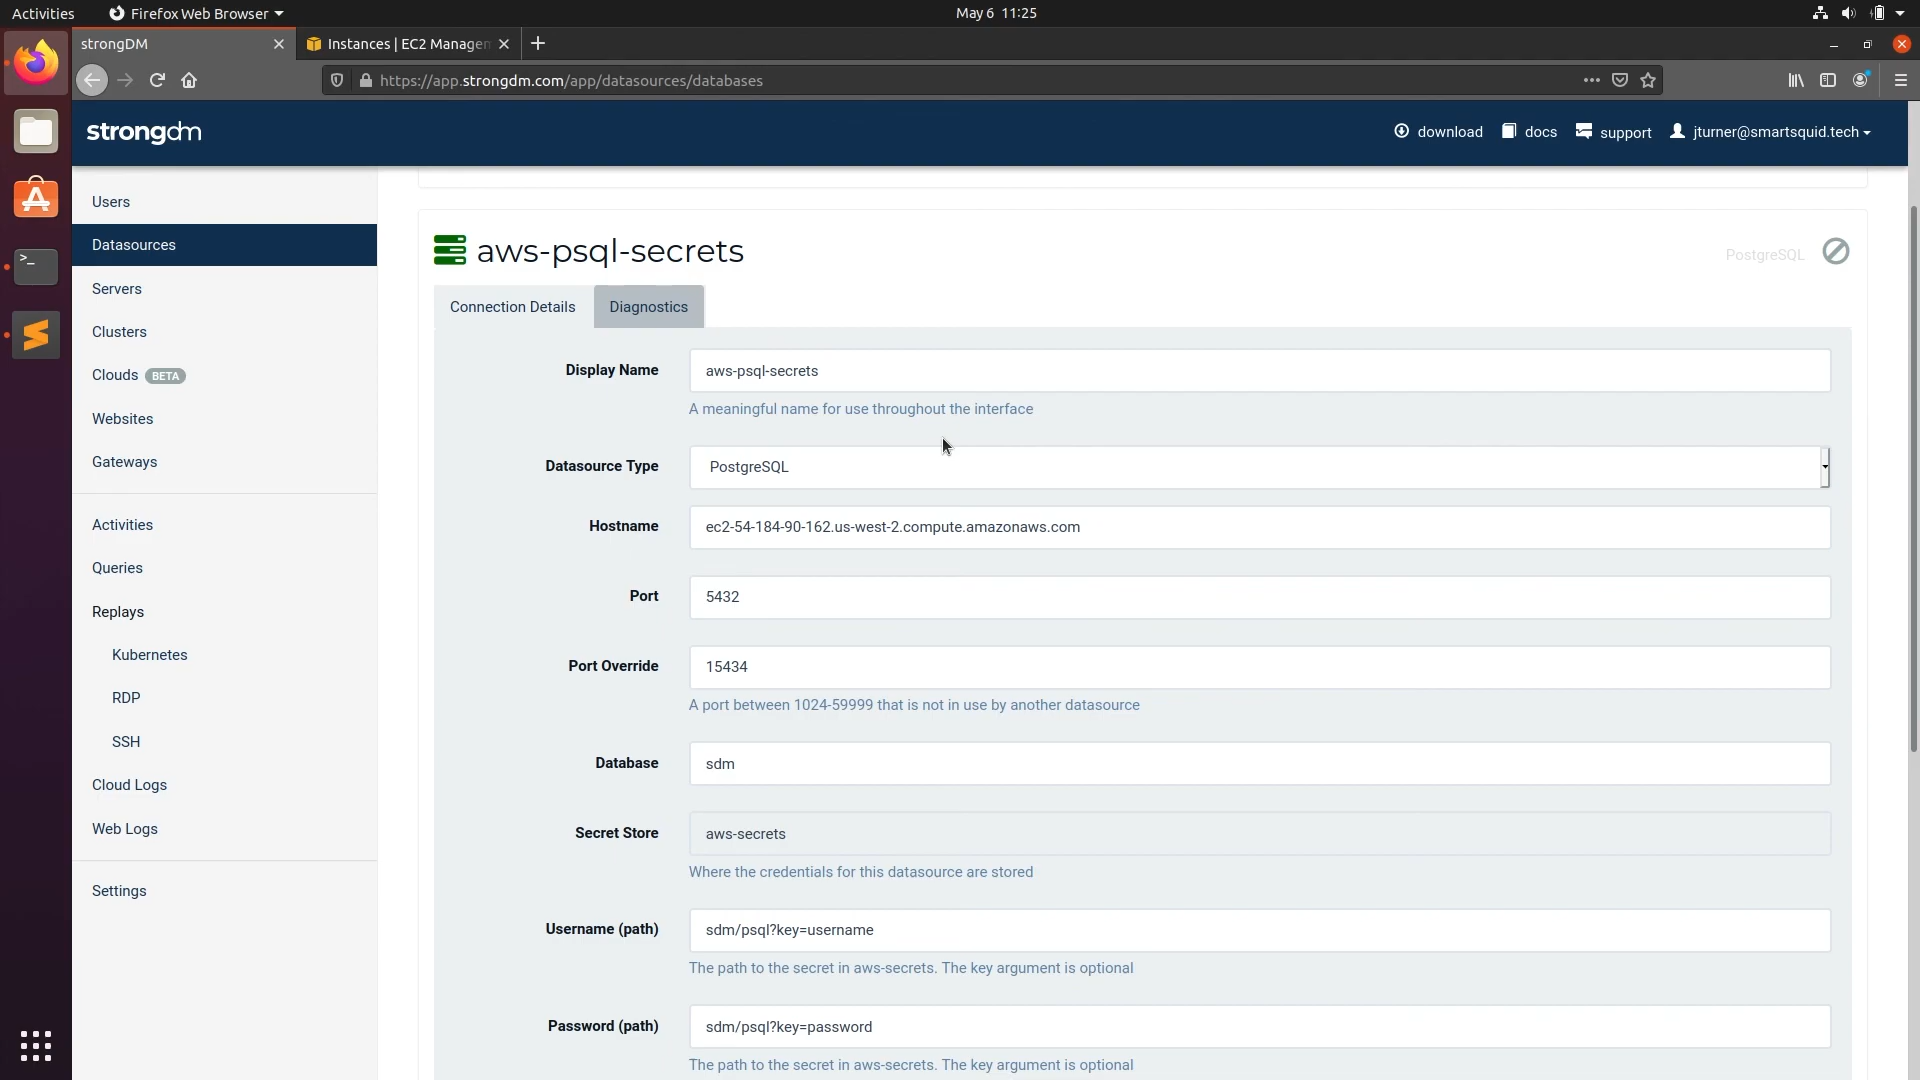 Activities
Firefox Web Browser
May 6 11:25
strongDM
Instances | EC2 Managen
https://app.strongdm.com/app/datasources/databases
strongdm
download
docs
support
jturner@smartsquid.tech
Users
Datasources
Servers
Clusters
Clouds BETA
Websites
Gateways
Activities
Queries
Replays
Kubernetes
RDP
SSH
Cloud Logs
Web Logs
Settings
aws-psql-secrets
PostgreSQL
Connection Details
Diagnostics
Display Name
aws-psql-secrets
A meaningful name for use throughout the interface
Datasource Type
PostgreSQL
Hostname
ec2-54-184-90-162.us-west-2.compute.amazonaws.com
Port
5432
Port Override
15434
A port between 1024-59999 that is not in use by another datasource
Database
sdm
Secret Store
aws-secrets
Where the credentials for this datasource are stored
Username (path)
sdm/psql?key=username
The path to the secret in aws-secrets. The key argument is optional
Password (path)
sdm/psql?key=password
The path to the secret in aws-secrets. The key argument is optional